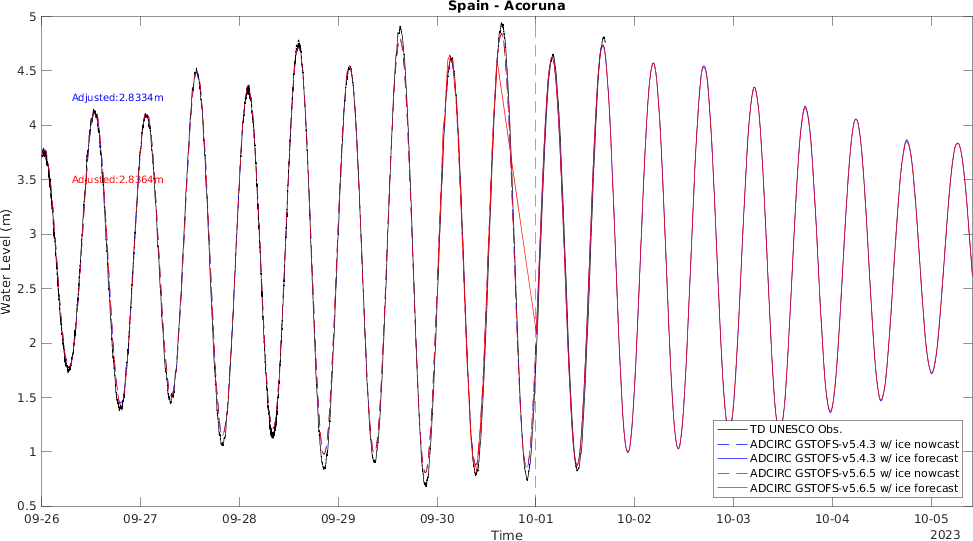 Spain - Acoruna
5
4.5
4
3.5
3
2.5
2
1.5
1
0.5
Water Level (m)
Adjusted:2.8334m
Adjusted:2.8364m
TD UNESCO Obs.
ADCIRC GSTOFS-v5.4.3 w/ ice nowcast
ADCIRC GSTOFS-v5.4.3 w/ ice forecast
ADCIRC GSTOFS-v5.6.5 w/ ice nowcast
ADCIRC GSTOFS-v5.6.5 w/ ice forecast
09-26 09-27 09-28 09-29 09-30 10-01 10-02 10-03 10-04 10-05
Time
2023